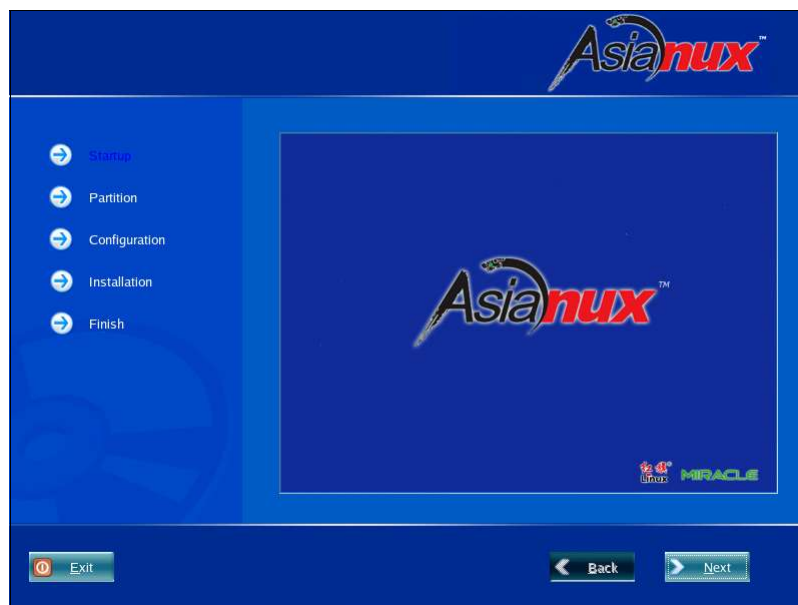 Asianux™
Startup
Partition
Configuration
Installation
Finish
Asianux™
红旗®
Linux
MIRACLE
Exit
Back
Next